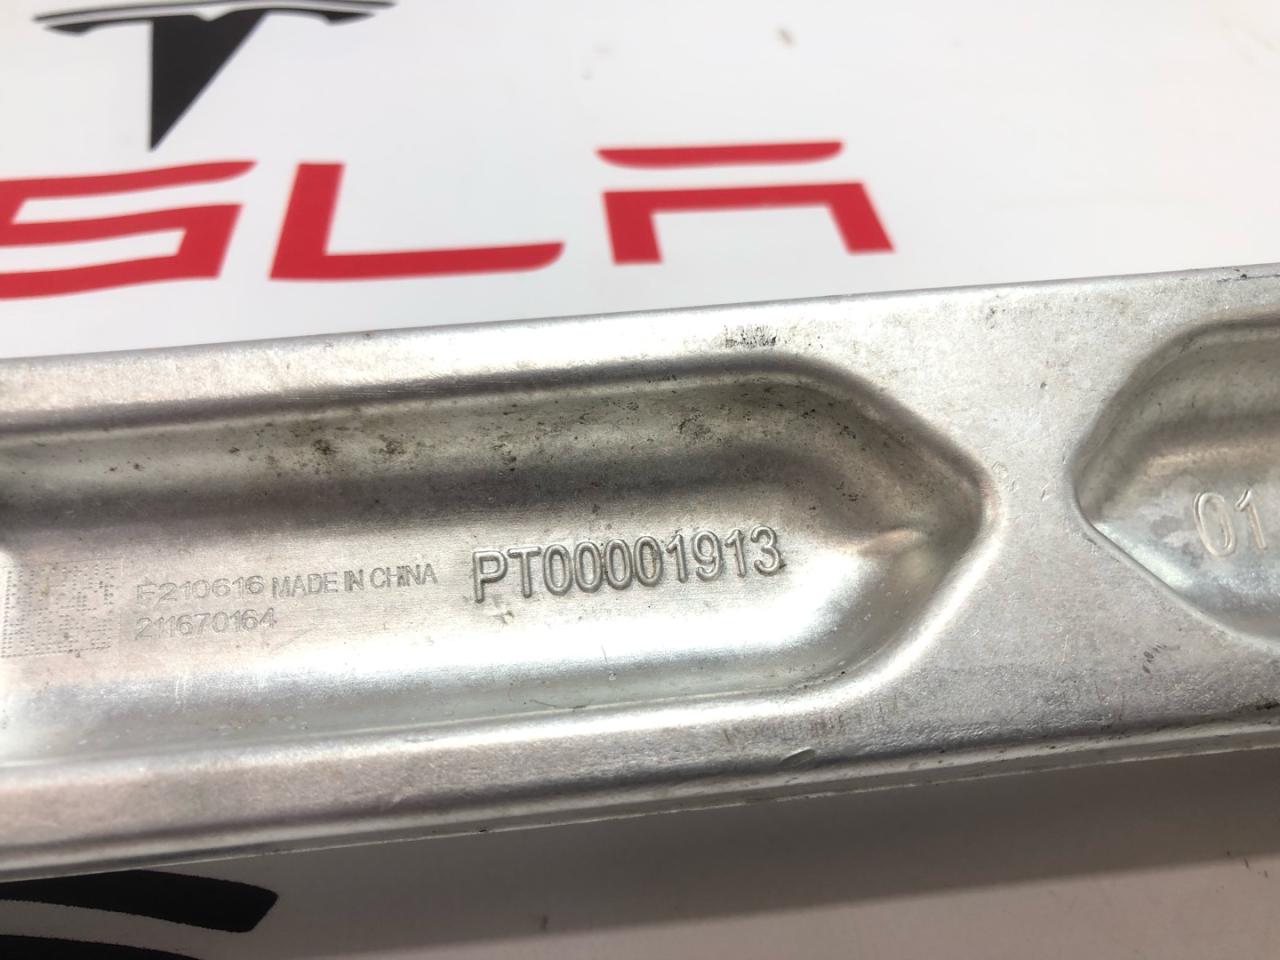 SLA
F210616 MADE IN CHINA
211670164
PT00001913
01